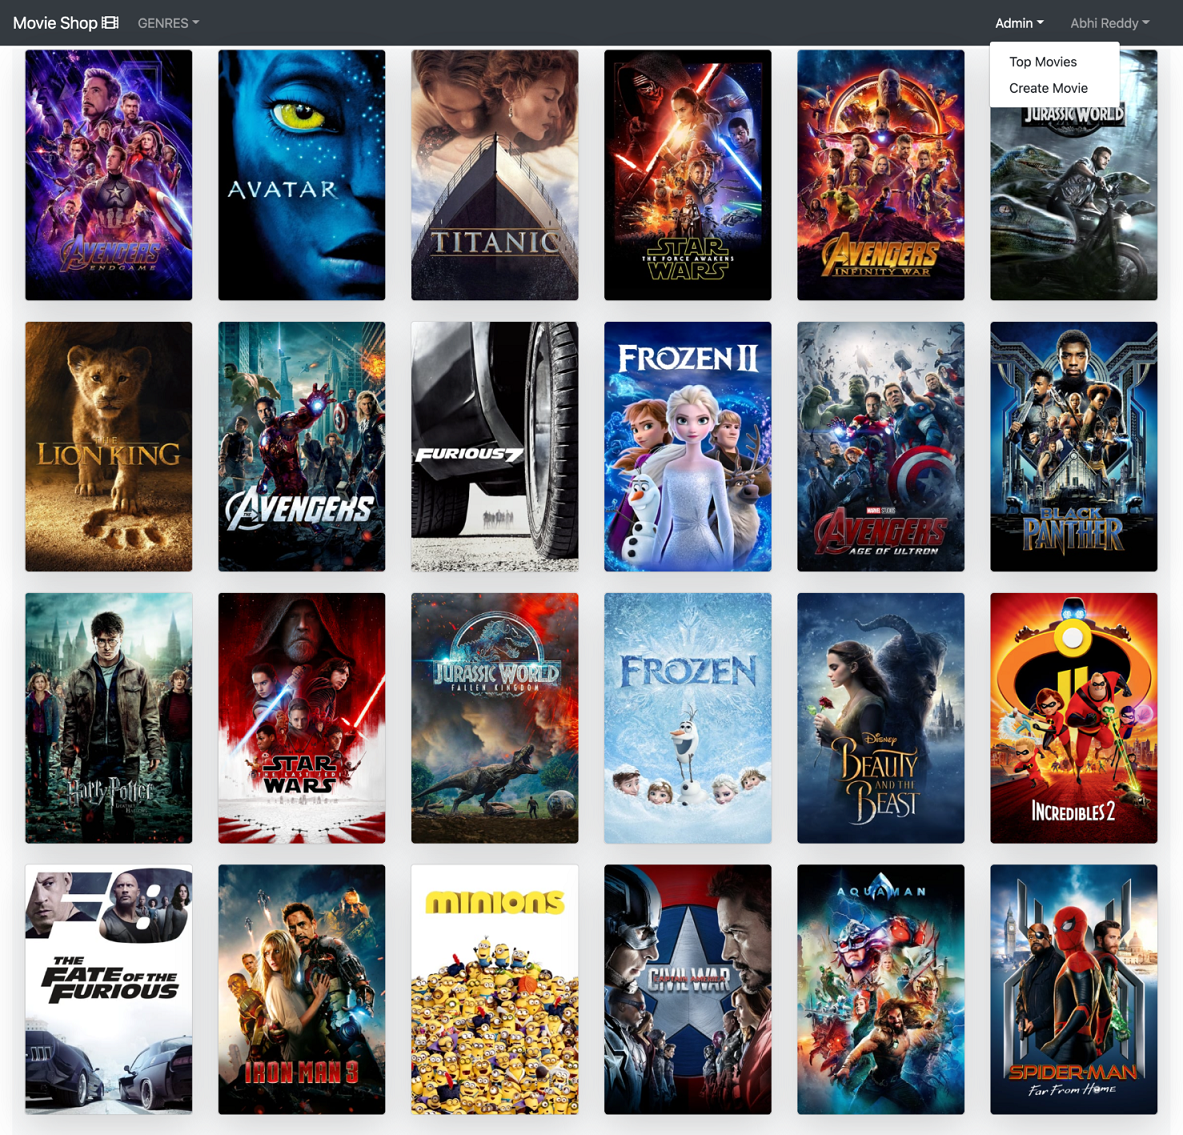 Movie Shop GENRES Admin Abhi Reddy
Top Movies
Create Movie
AVENGERS
ENDGAME
AVATAR
TITANIC
STAR
THE FORCE AWAKENS
WARS
AVENGERS
INFINITY WAR
JURASSIC WORLD
THE
LION KING
THE
AVENGERS
FURIOUS 7
FROZEN II
MARVEL STUDIOS
AVENGERS
AGE OF ULTRON
BLACK
PANTHER
Harry Potter
STAR
THE LAST JEDI
WARS
JURASSIC WORLD
FALLEN KINGDOM
FROZEN
Disney
BEAUTY
AND THE
BEAST
II
INCREDIBLES 2
F8
THE
FATE OF THE
FURIOUS
IRON MAN 3
minions
CIVIL WAR
AQUAMAN
SPIDER-MAN
Far From Home